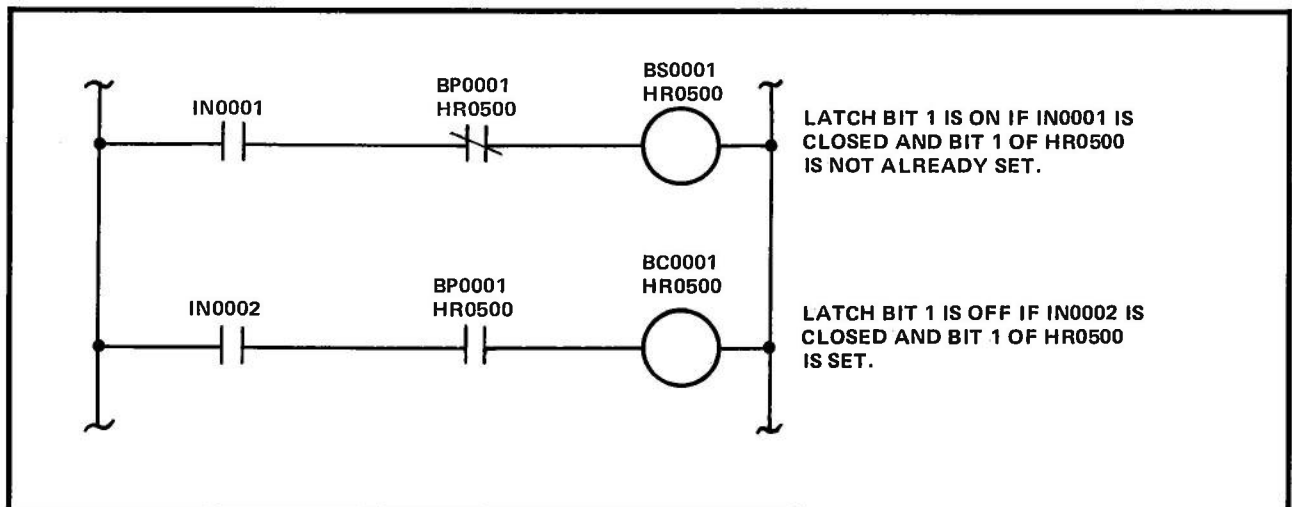 IN0001
BP0001
HR0500
BS0001
HR0500
LATCH BIT 1 IS ON IF IN0001 IS
CLOSED AND BIT 1 OF HR0500
IS NOT ALREADY SET.
IN0002
BP0001
HR0500
BC0001
HR0500
LATCH BIT 1 IS OFF IF IN0002 IS
CLOSED AND BIT 1 OF HR0500
IS SET.